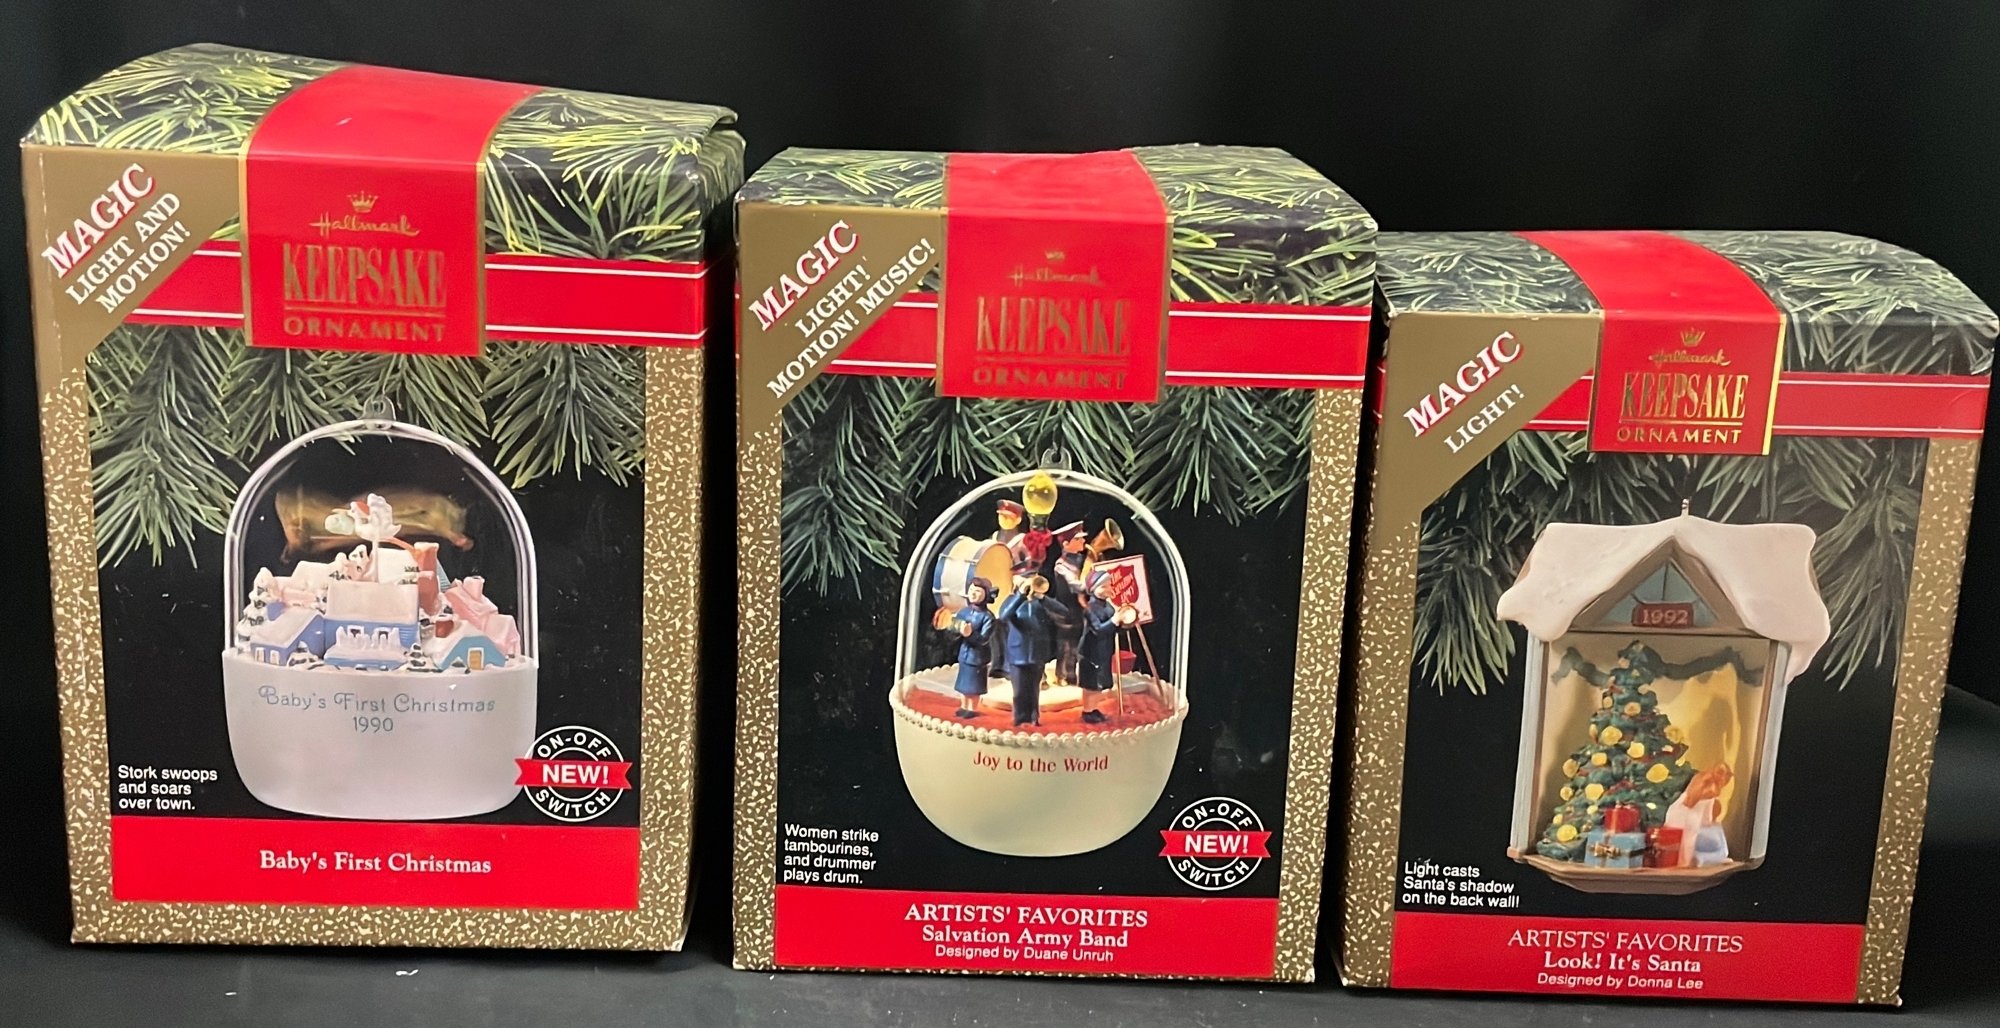 MAGIC
LIGHT AND
MOTION!
Hallmark
KEEPSAKE
ORNAMENT
Baby's First Christmas
1990
Stork swoops
and soars
over town.
ON-OFF
NEW!
SWITCH
Baby's First Christmas
MAGIC
LIGHT!
MOTION! MUSIC!
Hallmark
KEEPSAKE
ORNAMENT
THE
SALVATION
ARMY
Joy to the World
Women strike
tambourines,
and drummer
plays drum.
ON-OFF
NEW!
SWITCH
ARTISTS' FAVORITES
Salvation Army Band
Designed by Duane Unruh
MAGIC
LIGHT!
Hallmark
KEEPSAKE
ORNAMENT
1992
Light casts
Santa's shadow
on the back wall!
ARTISTS' FAVORITES
Look! It's Santa
Designed by Donna Lee